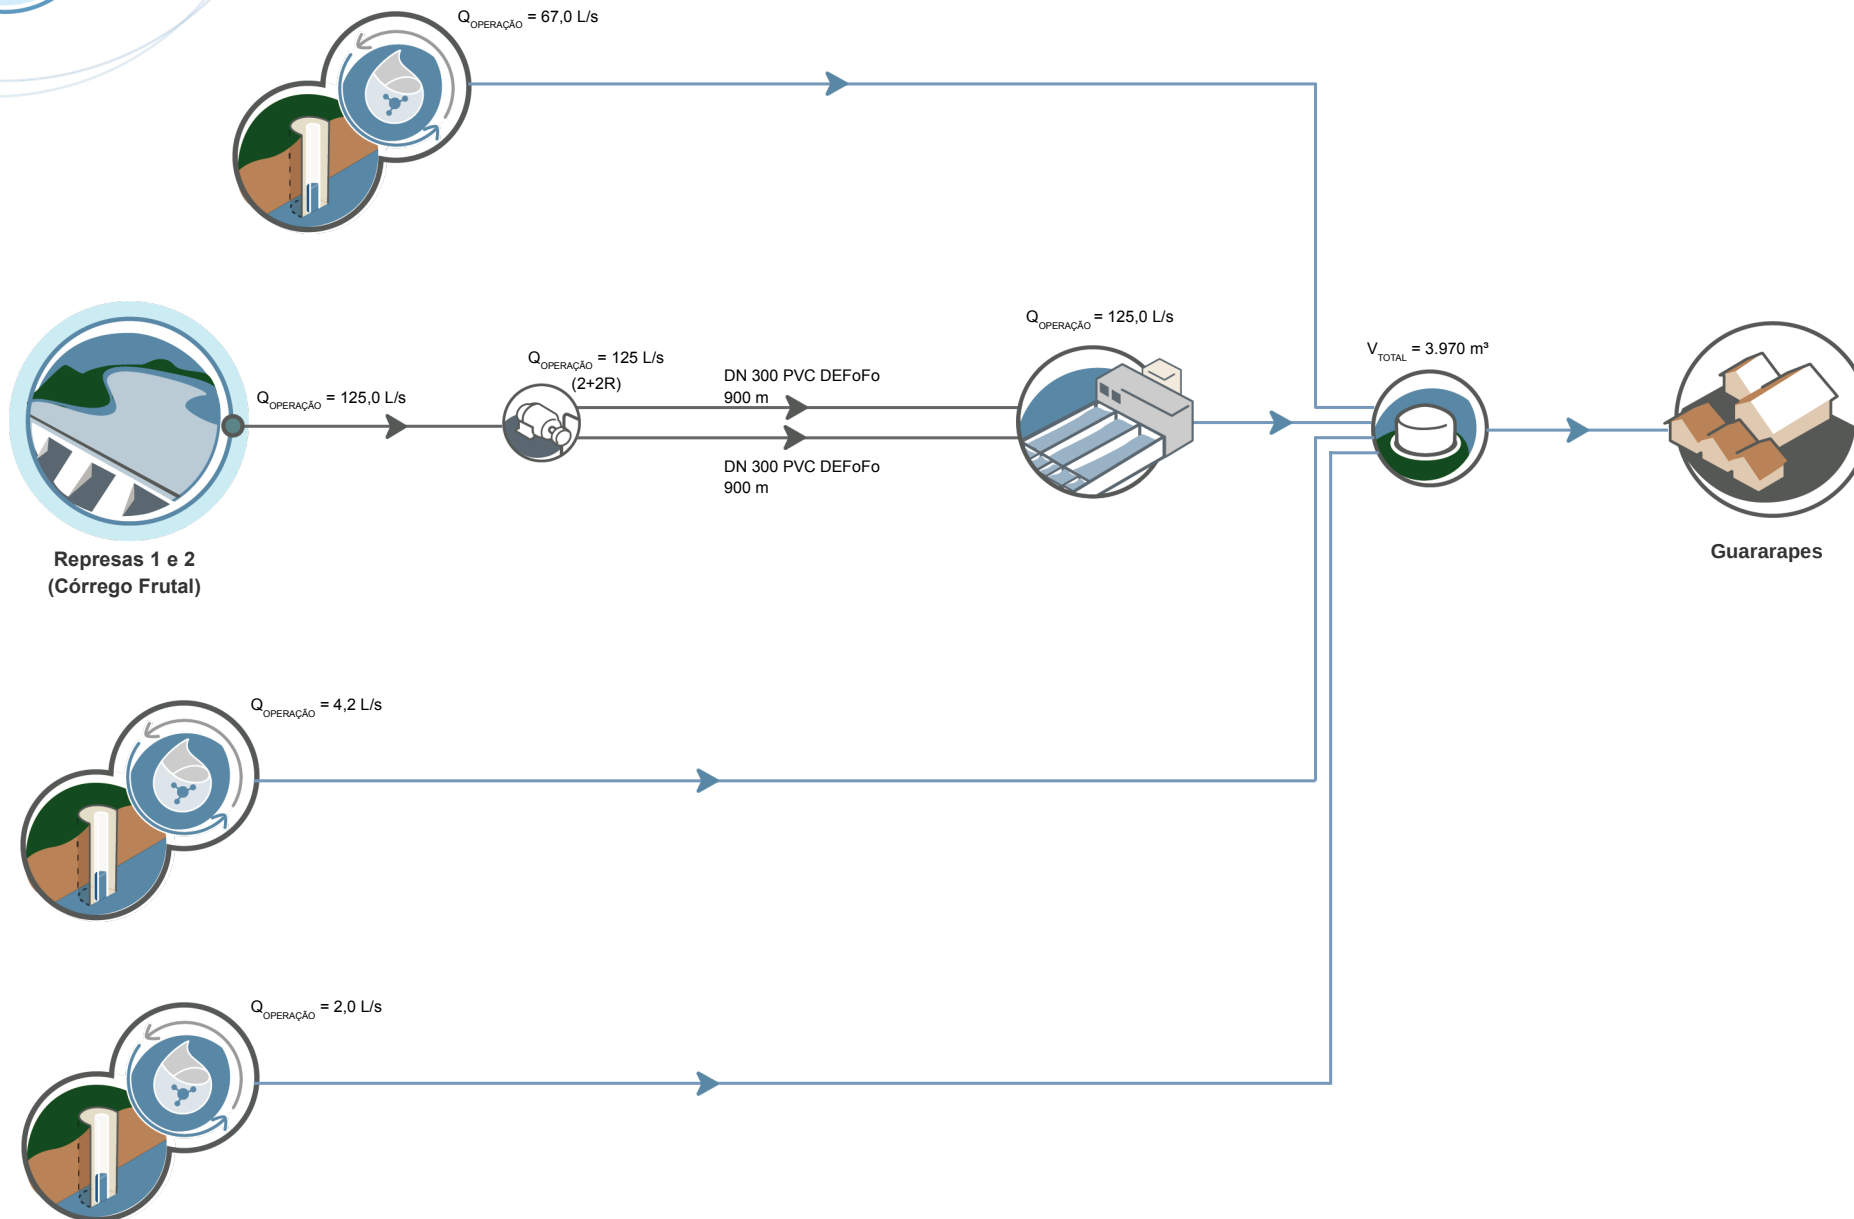 QOPERAÇÃO = 67,0 L/s
QOPERAÇÃO = 125,0 L/s
QOPERAÇÃO = 125 L/s
(2+2R)
DN 300 PVC DEFoFo
900 m
DN 300 PVC DEFoFo
900 m
QOPERAÇÃO = 125,0 L/s
VTOTAL = 3.970 m³
Represas 1 e 2
(Córrego Frutal)
Guararapes
QOPERAÇÃO = 4,2 L/s
QOPERAÇÃO = 2,0 L/s